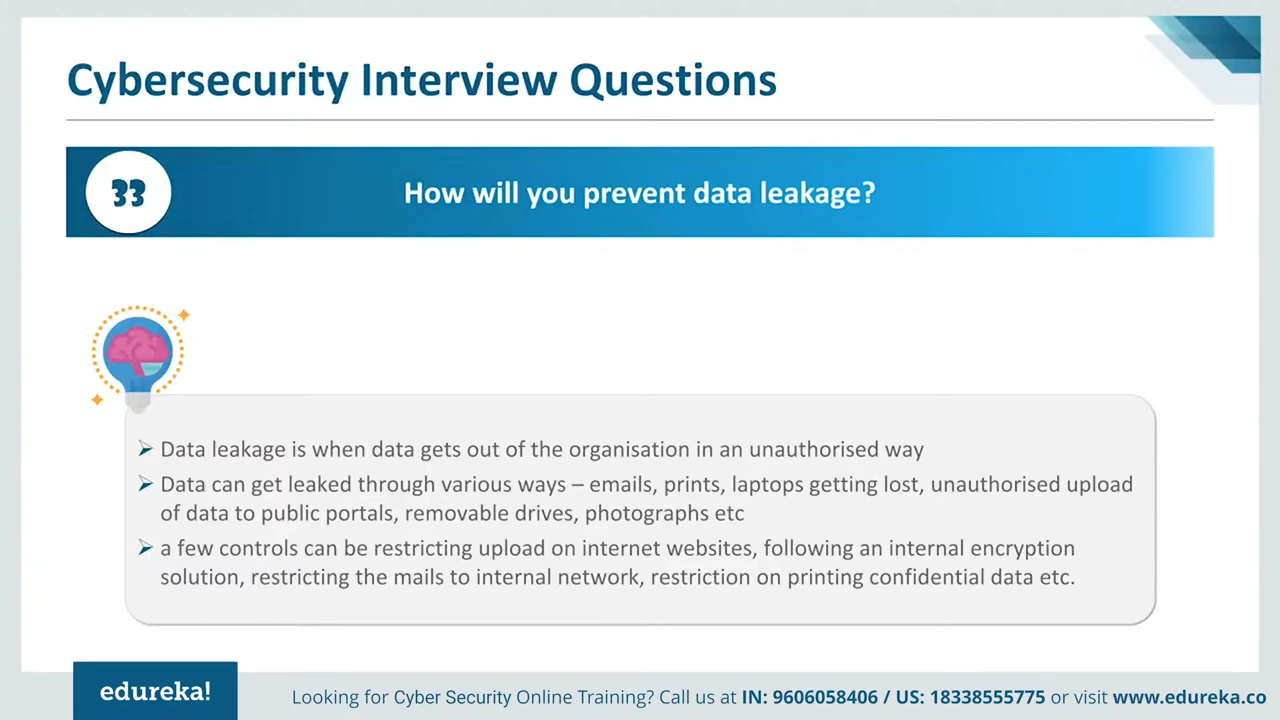 Cybersecurity Interview Questions
33
How will you prevent data leakage?
➢ Data leakage is when data gets out of the organisation in an unauthorised way
➢ Data can get leaked through various ways – emails, prints, laptops getting lost, unauthorised upload
of data to public portals, removable drives, photographs etc
➢ a few controls can be restricting upload on internet websites, following an internal encryption
solution, restricting the mails to internal network, restriction on printing confidential data etc.
edureka!
Looking for Cyber Security Online Training? Call us at IN: 9606058406 / US: 18338555775 or visit www.edureka.co